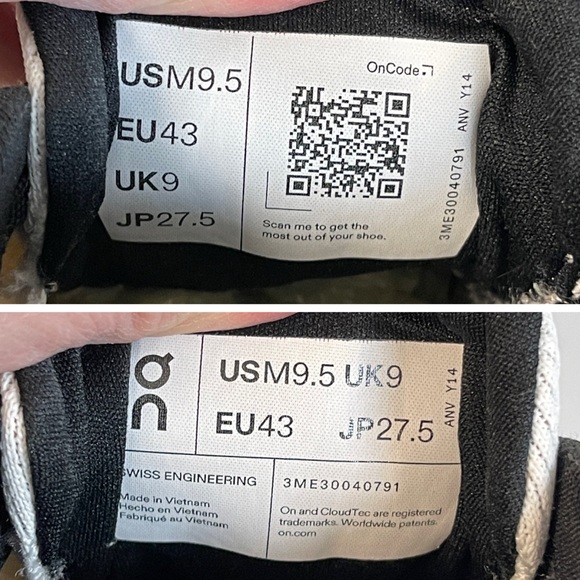 USM9.5
EU43
UK9
JP27.5
OnCode
Scan me to get the
most out of your shoe.
3ME30040791 ANV Y14
On
USM9.5 UK9
EU43 JP27.5
ANV Y14
SWISS ENGINEERING
Made in Vietnam
Hecho en Vietnam
Fabriqué au Vietnam
3ME30040791
On and CloudTec are registered
trademarks. Worldwide patents.
on.com